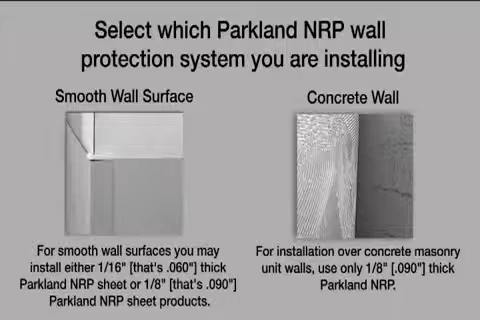 Select which Parkland NRP wall
protection system you are installing
Smooth Wall Surface
Concrete Wall
For smooth wall surfaces you may
install either 1/16" [that's .060"] thick
Parkland NRP sheet or 1/8" [that's .090"]
Parkland NRP sheet products.
For installation over concrete masonry
unit walls, use only 1/8" [.090"] thick
Parkland NRP.